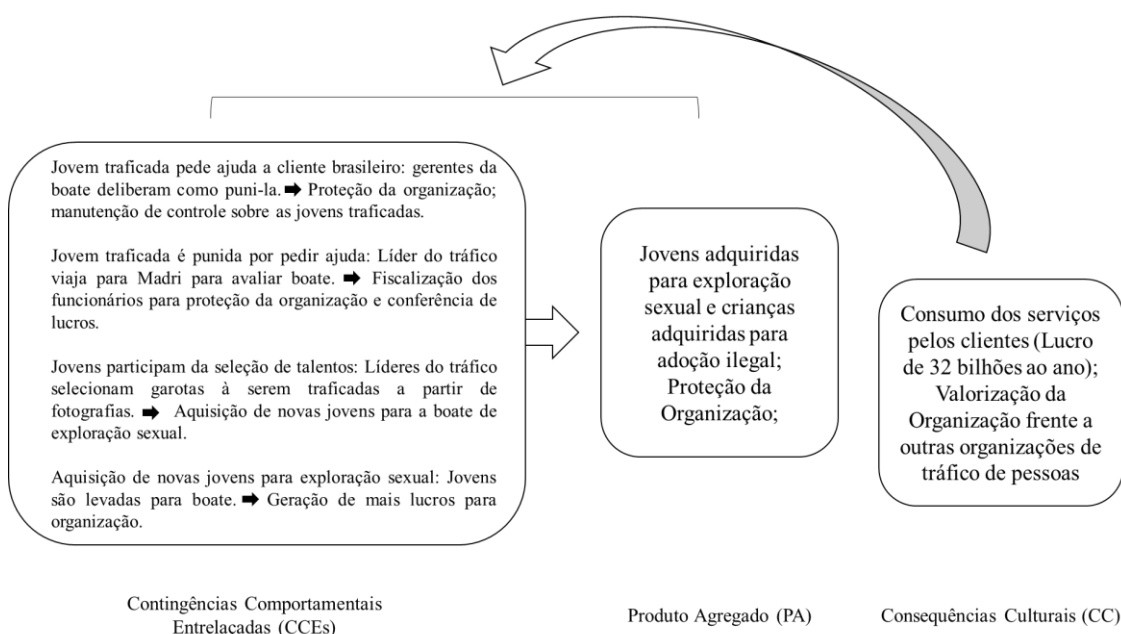 Jovem traficada pede ajuda a cliente brasileiro: gerentes da
boate deliberam como puni-la. ➡ Proteção da organização;
manutenção de controle sobre as jovens traficadas.
Jovem traficada é punida por pedir ajuda: Líder do tráfico
viaja para Madri para avaliar boate. ➡ Fiscalização dos
funcionários para proteção da organização e conferência de
lucros.
Jovens participam da seleção de talentos: Líderes do tráfico
selecionam garotas à serem traficadas a partir de
fotografias. ➡ Aquisição de novas jovens para a boate de
exploração sexual.
Aquisição de novas jovens para exploração sexual: Jovens
são levadas para boate. ➡ Geração de mais lucros para
organização.
Jovens adquiridas
para exploração
sexual e crianças
adquiridas para
adoção ilegal;
Proteção da
Organização;
Consumo dos serviços
pelos clientes (Lucro
de 32 bilhões ao ano);
Valorização da
Organização frente a
outras organizações de
tráfico de pessoas
Contingências Comportamentais
Entrelaçadas (CCEs)
Produto Agregado (PA)
Consequências Culturais (CC)